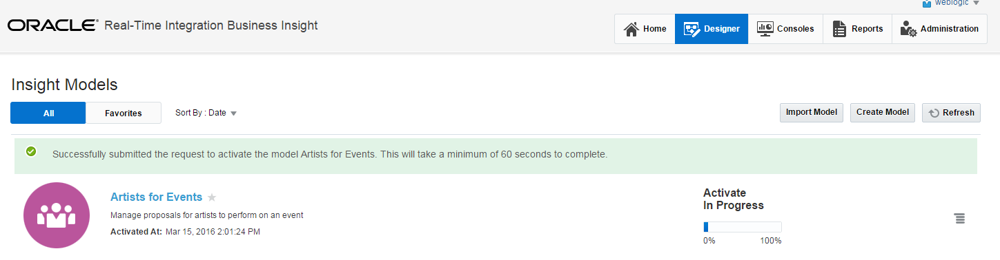 weblogic
ORACLE Real-Time Integration Business Insight
Home Designer Consoles Reports Administration
Insight Models
All Favorites Sort By : Date Import Model Create Model Refresh
Successfully submitted the request to activate the model Artists for Events. This will take a minimum of 60 seconds to complete.
Artists for Events
Manage proposals for artists to perform on an event
Activated At: Mar 15, 2016 2:01:24 PM
Activate
In Progress
0% 100%